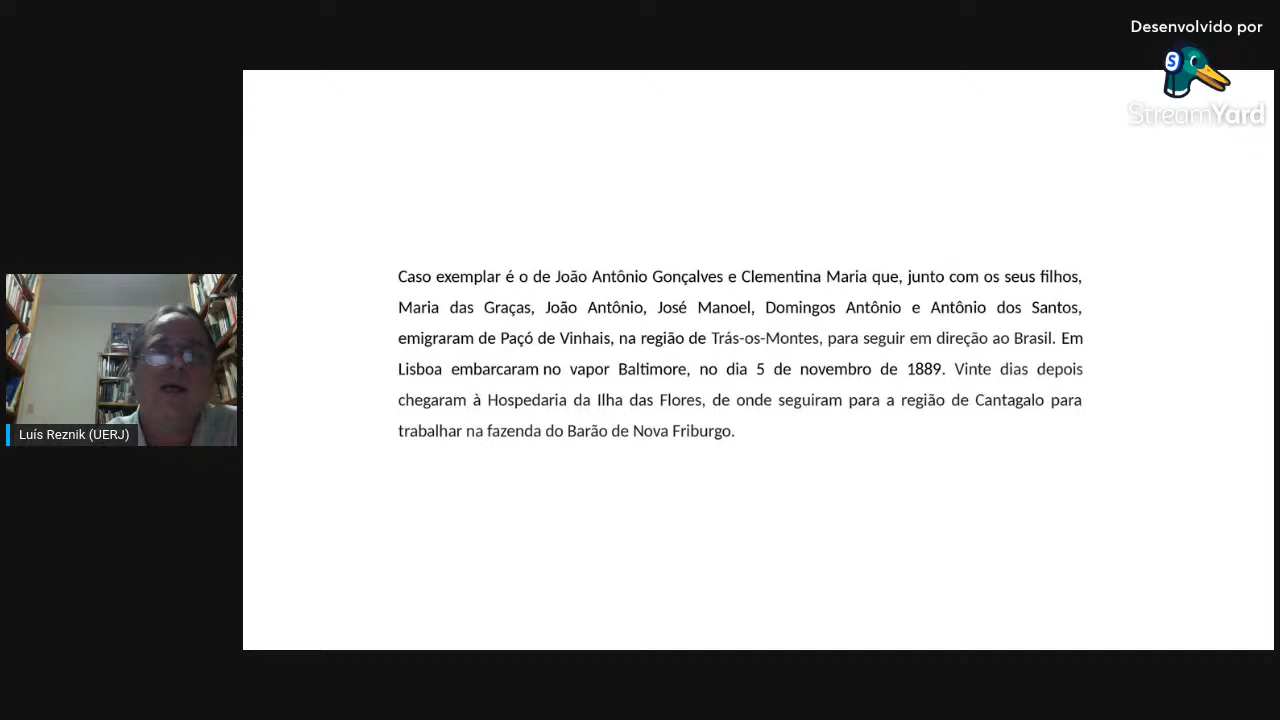 Desenvolvido por
StreamYard
Caso exemplar é o de João Antônio Gonçalves e Clementina Maria que, junto com os seus filhos,
Maria das Graças, João Antônio, José Manoel, Domingos Antônio e Antônio dos Santos,
emigraram de Paçó de Vinhais, na região de Trás-os-Montes, para seguir em direção ao Brasil. Em
Lisboa embarcaram no vapor Baltimore, no dia 5 de novembro de 1889. Vinte dias depois
chegaram à Hospedaria da Ilha das Flores, de onde seguiram para a região de Cantagalo para
trabalhar na fazenda do Barão de Nova Friburgo.
Luís Reznik (UERJ)